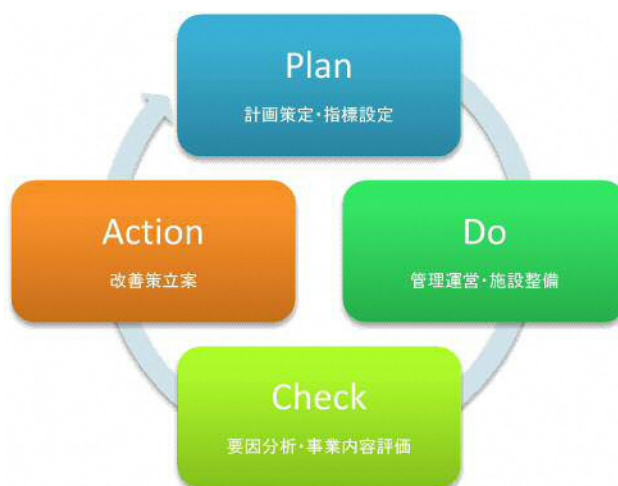 Plan
計画策定・指標設定
Do
管理運営・施設整備
Check
要因分析・事業内容評価
Action
改善策立案